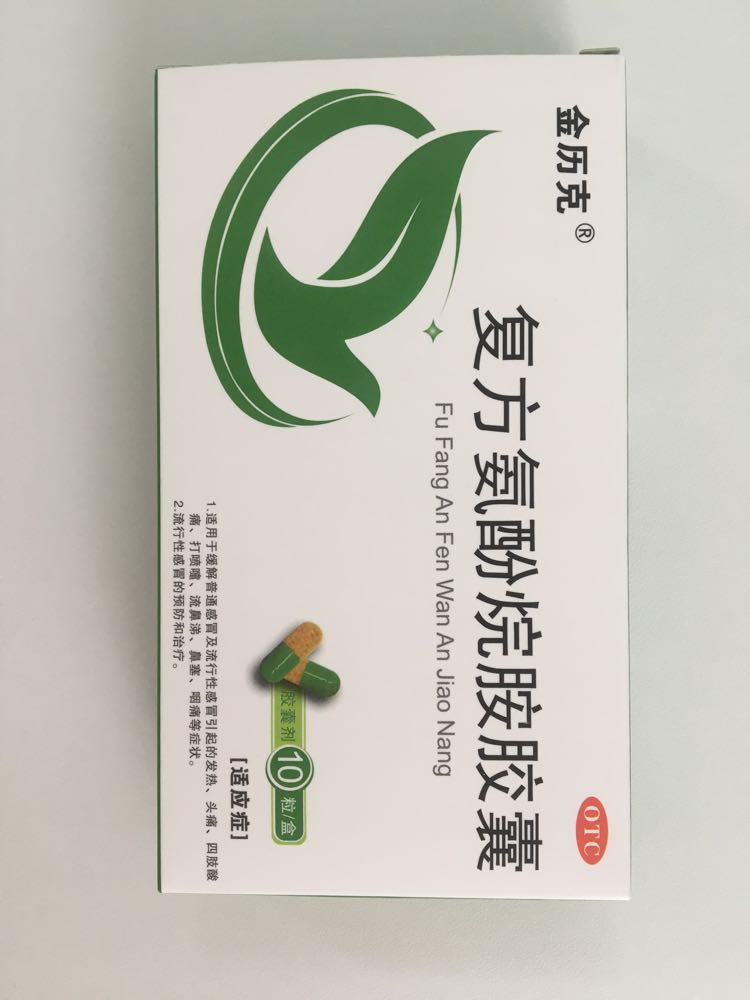 金历克®
复方氨酚烷胺胶囊
Fu Fang An Fen Wan An Jiao Nang
OTC
胶囊剂 10 粒/盒
[适应症]
1.适用于缓解普通感冒及流行性感冒引起的发热、头痛、四肢酸
痛、打喷嚏、流鼻涕、鼻塞、咽痛等症状。
2.流行性感冒的预防和治疗。